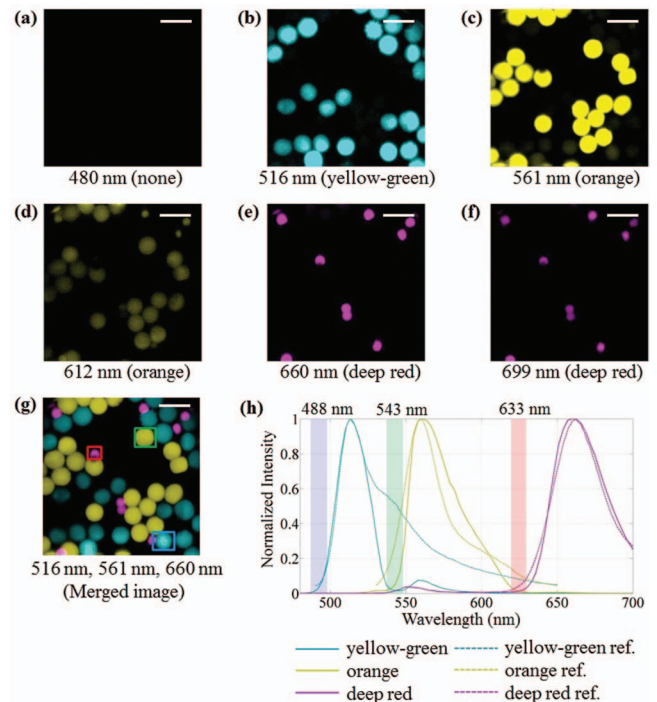 (a)
(b)
(c)
480 nm (none)
516 nm (yellow-green)
561 nm (orange)
(d)
(e)
(f)
612 nm (orange)
660 nm (deep red)
699 nm (deep red)
(g)
516 nm, 561 nm, 660 nm
(Merged image)
(h)
488 nm
543 nm
633 nm
Normalized Intensity
1
0.8
0.6
0.4
0.2
0
500
550
600
650
700
Wavelength (nm)
yellow-green
yellow-green ref.
orange
orange ref.
deep red
deep red ref.